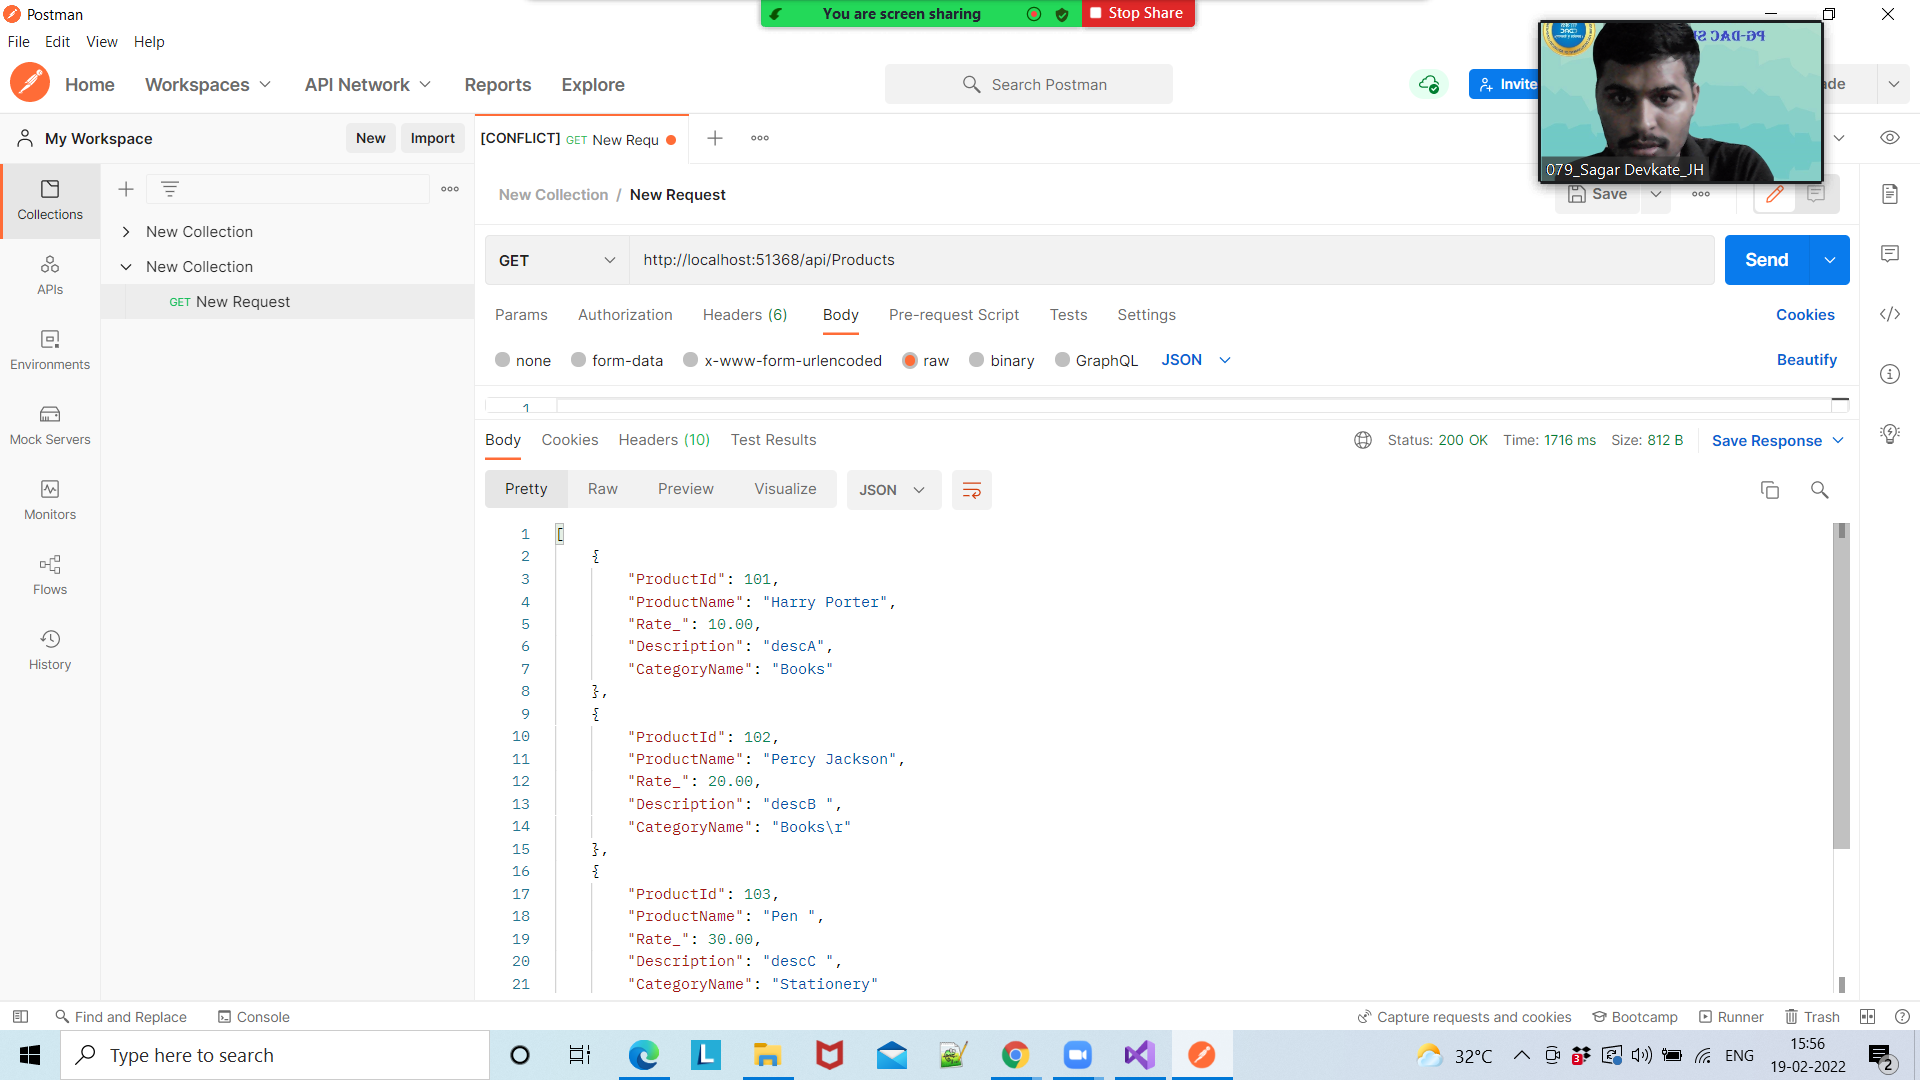 Postman
You are screen sharing
Stop Share
File Edit View Help
Home Workspaces API Network Reports Explore
Search Postman
Invite
PG-DAC
079_Sagar Devkate_JH
My Workspace
New Import
[CONFLICT] GET New Requ
New Collection
New Collection
GET New Request
Collections
APIs
Environments
Mock Servers
Monitors
Flows
History
New Collection / New Request
Save
GET http://localhost:51368/api/Products
Send
Params Authorization Headers (6) Body Pre-request Script Tests Settings
Cookies
none form-data x-www-form-urlencoded raw binary GraphQL JSON
Beautify
1
Body Cookies Headers (10) Test Results
Status: 200 OK Time: 1716 ms Size: 812 B Save Response
Pretty Raw Preview Visualize JSON
1 [
2 {
3 "ProductId": 101,
4 "ProductName": "Harry Porter",
5 "Rate_": 10.00,
6 "Description": "descA",
7 "CategoryName": "Books"
8 },
9 {
10 "ProductId": 102,
11 "ProductName": "Percy Jackson",
12 "Rate_": 20.00,
13 "Description": "descB ",
14 "CategoryName": "Books\r"
15 },
16 {
17 "ProductId": 103,
18 "ProductName": "Pen ",
19 "Rate_": 30.00,
20 "Description": "descC ",
21 "CategoryName": "Stationery"
Find and Replace Console
Capture requests and cookies Bootcamp Runner Trash
Type here to search
32°C
ENG
15:56
19-02-2022
2